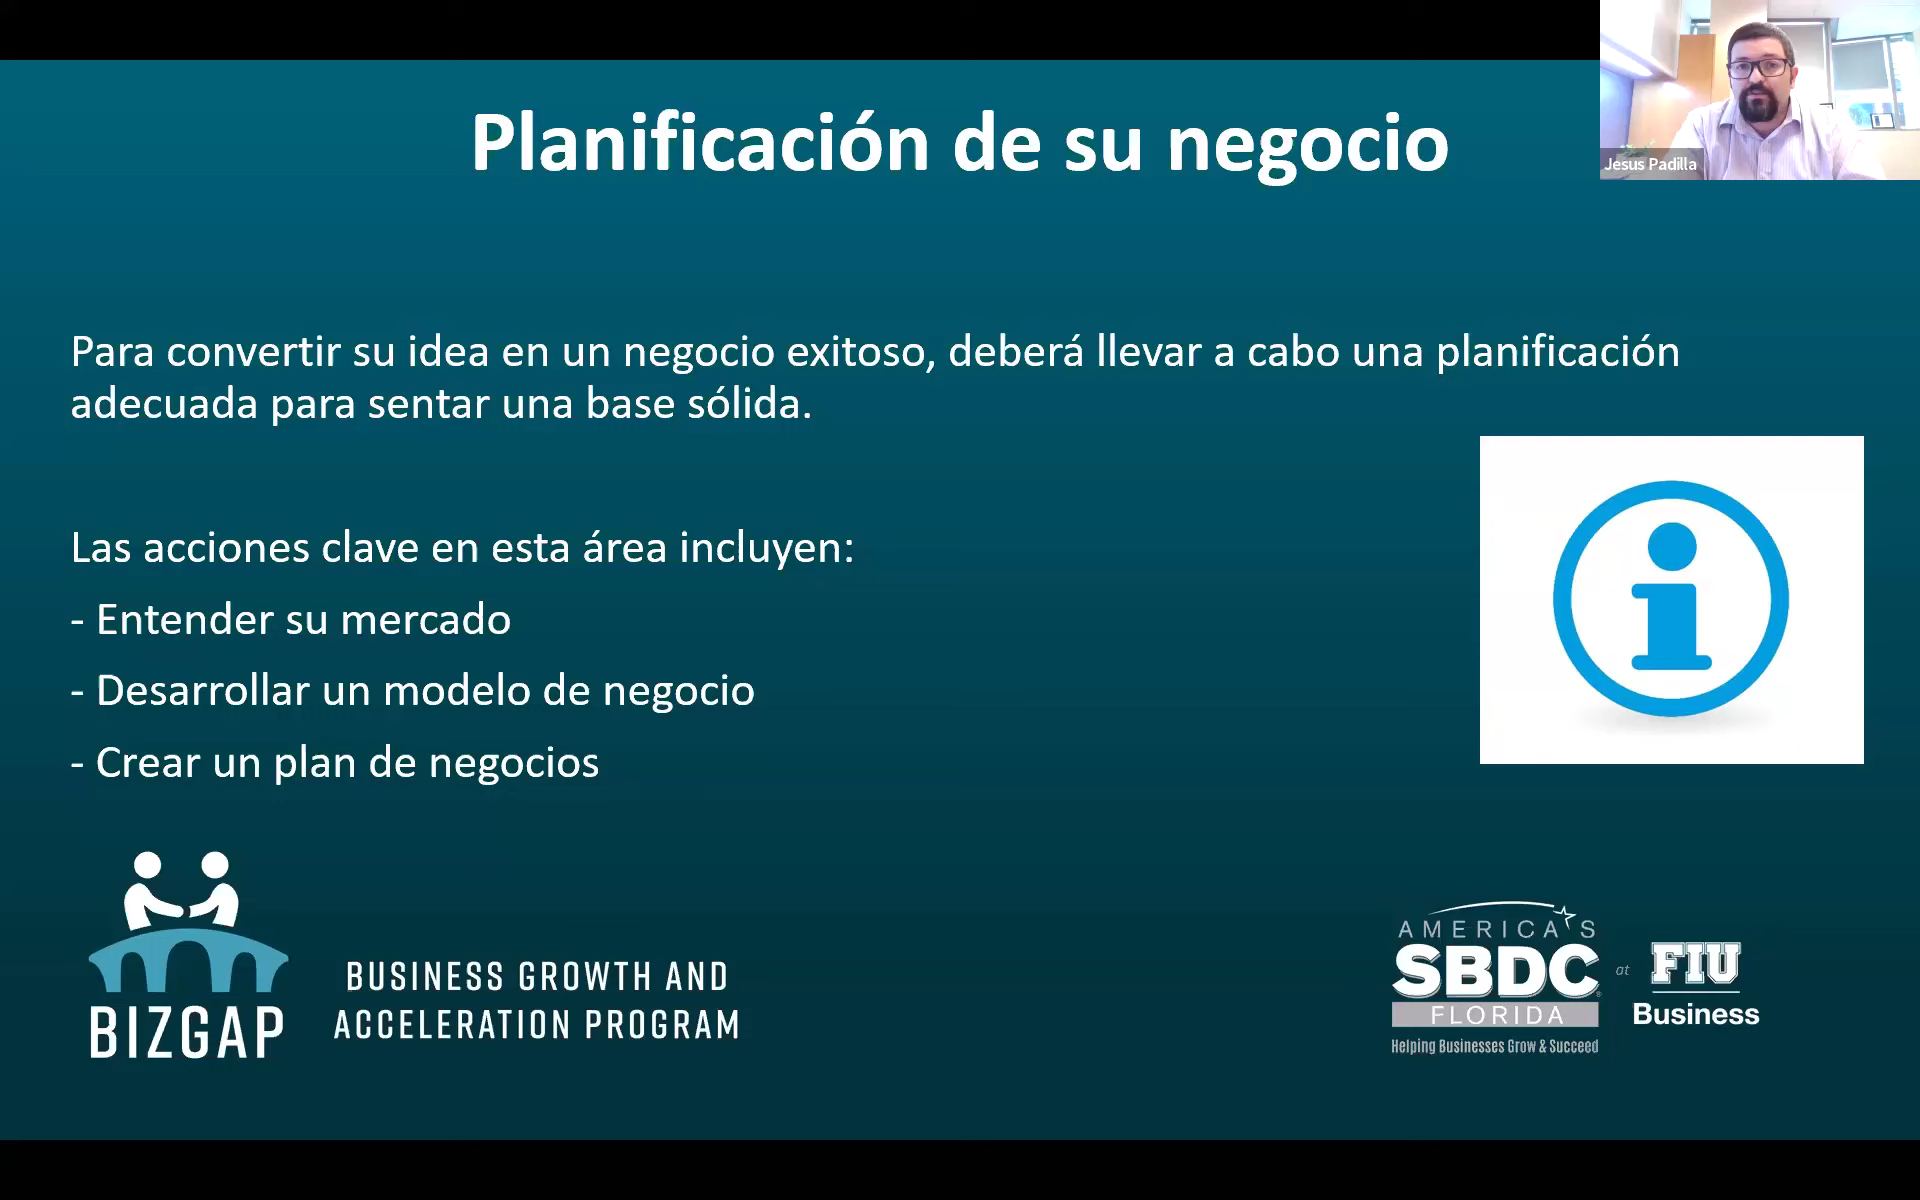 Planificación de su negocio
Jesus Padilla
Para convertir su idea en un negocio exitoso, deberá llevar a cabo una planificación
adecuada para sentar una base sólida.
Las acciones clave en esta área incluyen:
- Entender su mercado
- Desarrollar un modelo de negocio
- Crear un plan de negocios
BIZGAP
BUSINESS GROWTH AND
ACCELERATION PROGRAM
AMERICA'S
SBDC
FLORIDA
Helping Businesses Grow & Succeed
at
FIU
Business